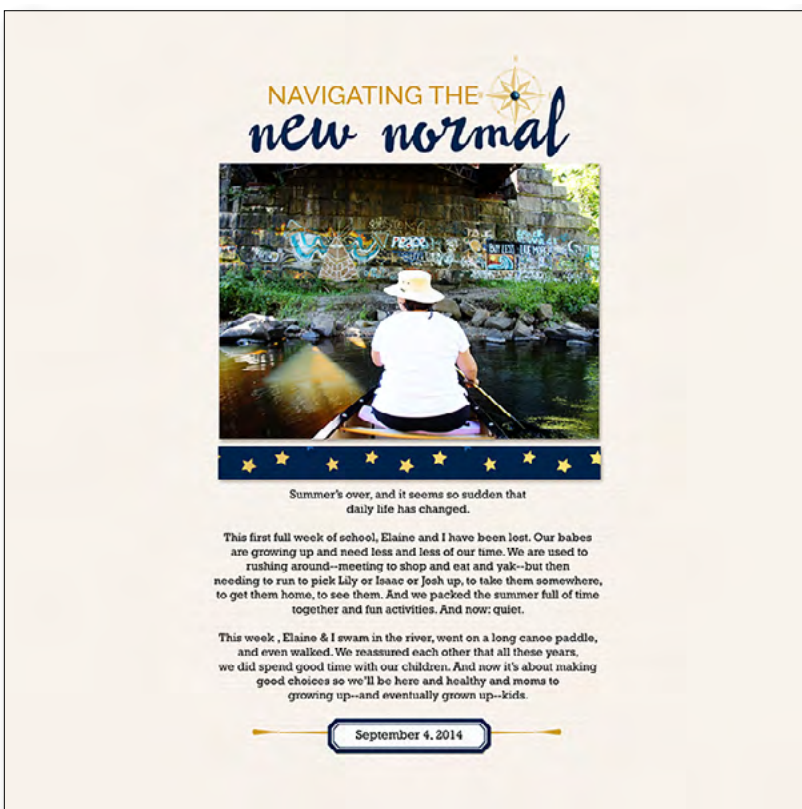 NAVIGATING THE
new normal
Peace
Summer's over, and it seems so sudden that
daily life has changed.
This first full week of school, Elaine and I have been lost. Our babes
are growing up and need less and less of our time. We are used to
rushing around--meeting to shop and eat and yak--but then
needing to run to pick Lily or Isaac or Josh up, to take them somewhere,
to get them home, to see them. And we packed the summer full of time
together and fun activities. And now: quiet.
This week , Elaine & I swam in the river, went on a long canoe paddle,
and even walked. We reassured each other that all these years,
we did spend good time with our children. And now it's about making
good choices so we'll be here and healthy and moms to
growing up--and eventually grown up--kids.
September 4, 2014